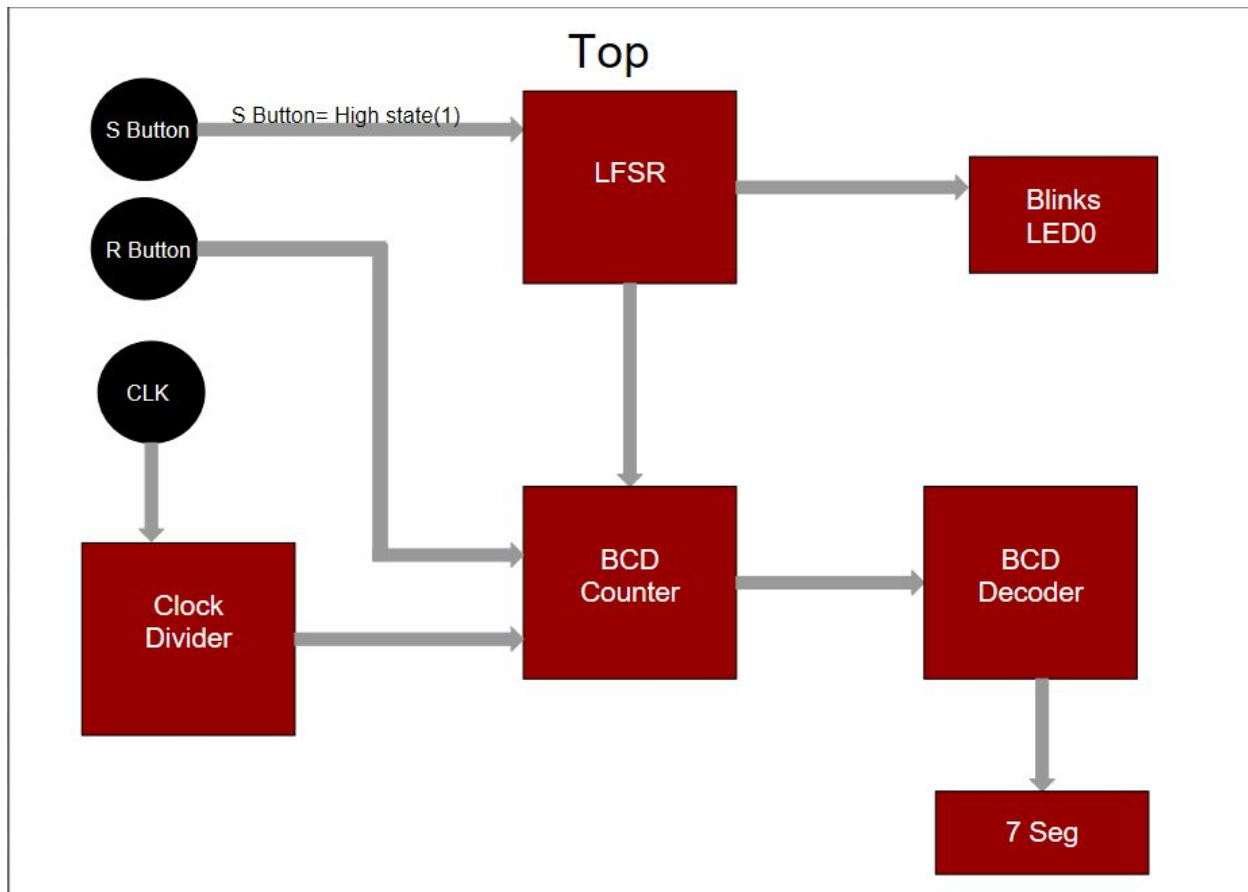 Top
S Button
S Button= High state(1)
LFSR
Blinks
LED0
R Button
CLK
Clock
Divider
BCD
Counter
BCD
Decoder
7 Seg